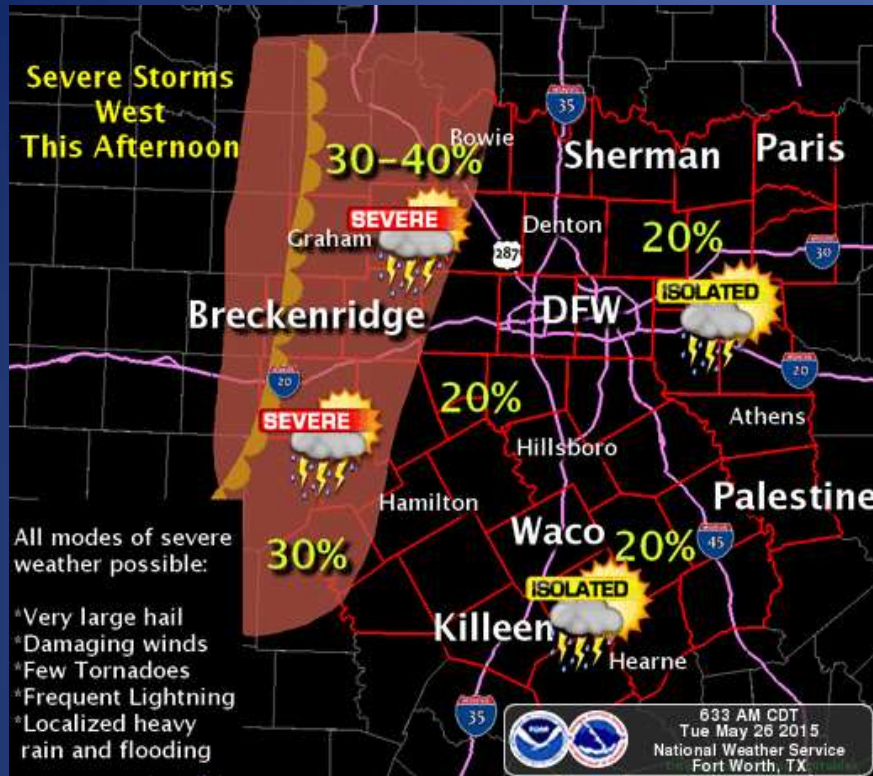 Severe Storms
West
This Afternoon
35
Bowie
Sherman
Paris
30-40%
SEVERE
Graham
287
Denton
20%
30
ISOLATED
Breckenridge
DFW
20
20
SEVERE
20%
Athens
Hillsboro
Hamilton
Palestine
Waco
20%
45
30%
ISOLATED
Killeen
Hearne
35
All modes of severe
weather possible:
*Very large hail
*Damaging winds
*Few Tornadoes
*Frequent Lightning
*Localized heavy
rain and flooding
633 AM CDT
Tue May 26 2015
National Weather Service
Fort Worth, TX